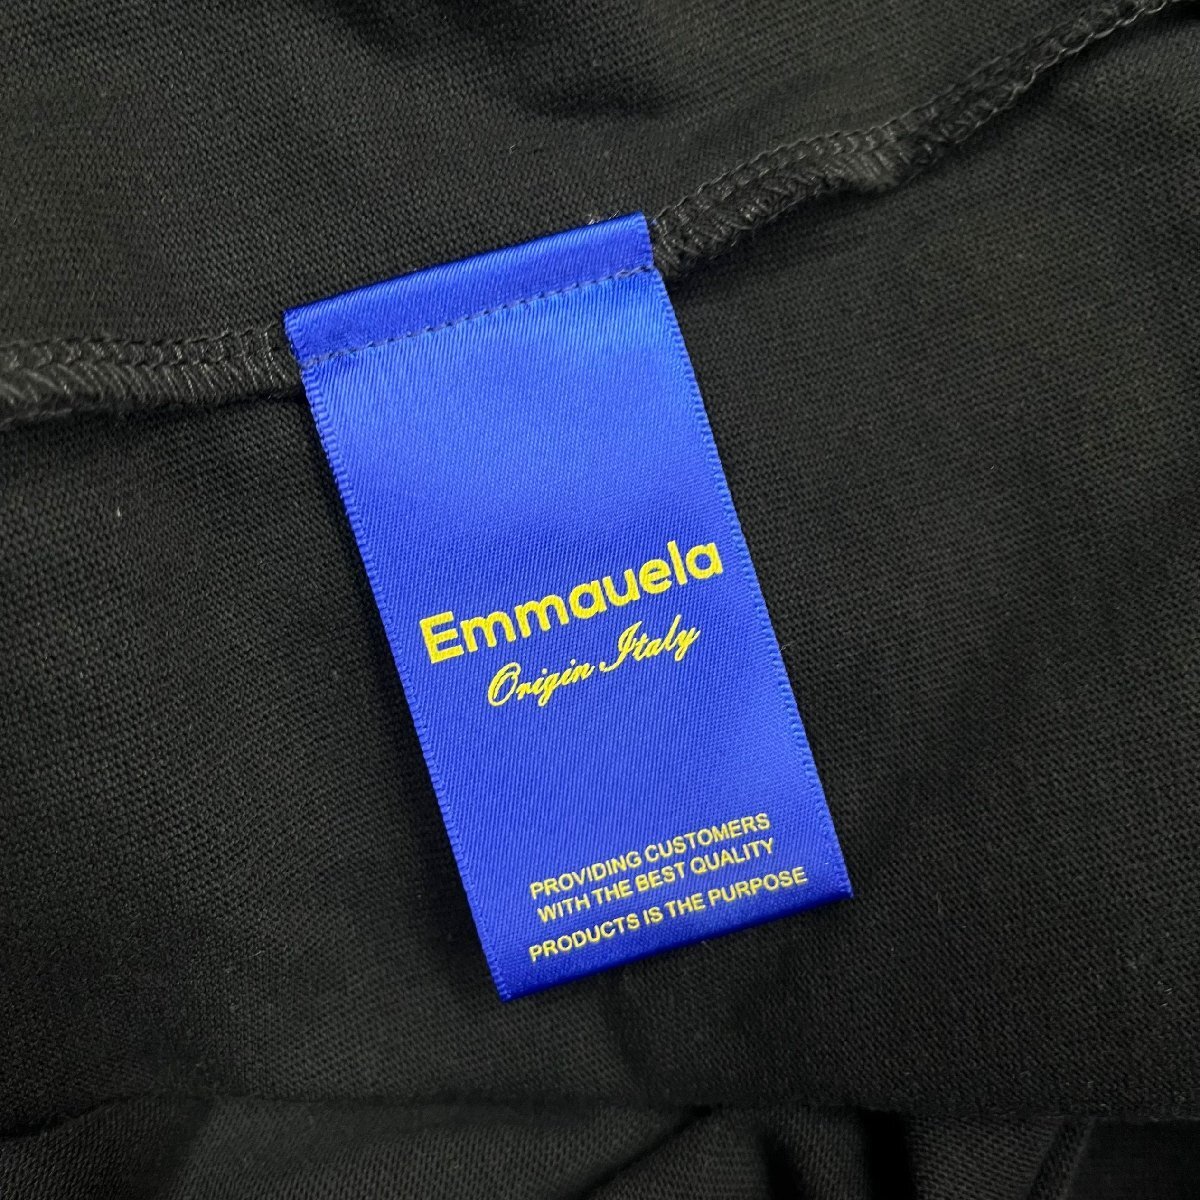 Emmauela
Origin Italy
PROVIDING CUSTOMERS
WITH THE BEST QUALITY
PRODUCTS IS THE PURPOSE